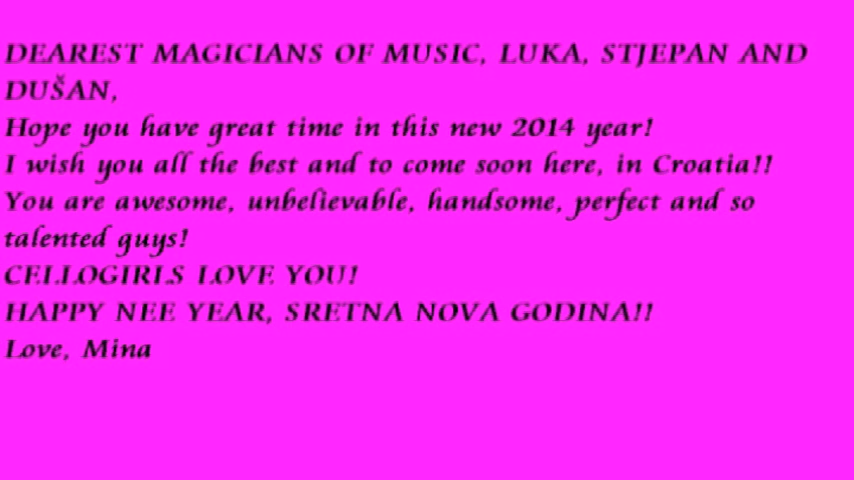 DEAREST MAGICIANS OF MUSIC, LUKA, STJEPAN AND
DUŠAN,
Hope you have great time in this new 2014 year!
I wish you all the best and to come soon here, in Croatia!!
You are awesome, unbelievable, handsome, perfect and so
talented guys!
CELLOGIRLS LOVE YOU!
HAPPY NEE YEAR, SRETNA NOVA GODINA!!
Love, Mina